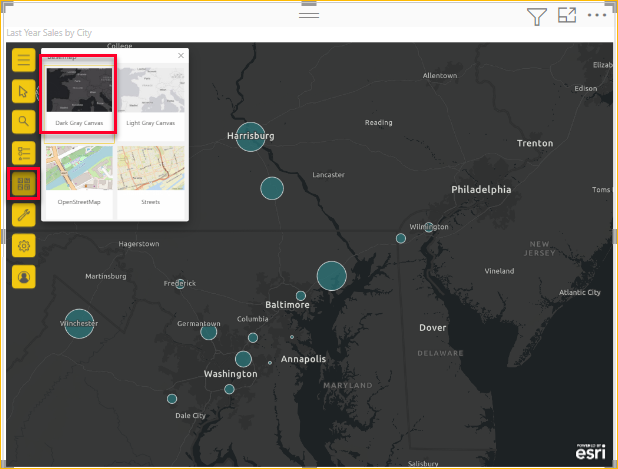 Last Year Sales by City
College
Basemap
Dark Gray Canvas
Light Gray Canvas
OpenStreetMap
Streets
Allentown
Easton
Elizab
Edison
Reading
Harrisburg
Trenton
Lancaster
Philadelphia
Toms
Wilmington
Hagerstown
NEW
JERSEY
Martinsburg
Frederick
Vineland
Atlantic City
Baltimore
Winchester
Germantown
Columbia
Dover
Annapolis
DELAWARE
Washington
MARYLAND
Dale City
POWERED BY
esri
Salisbury